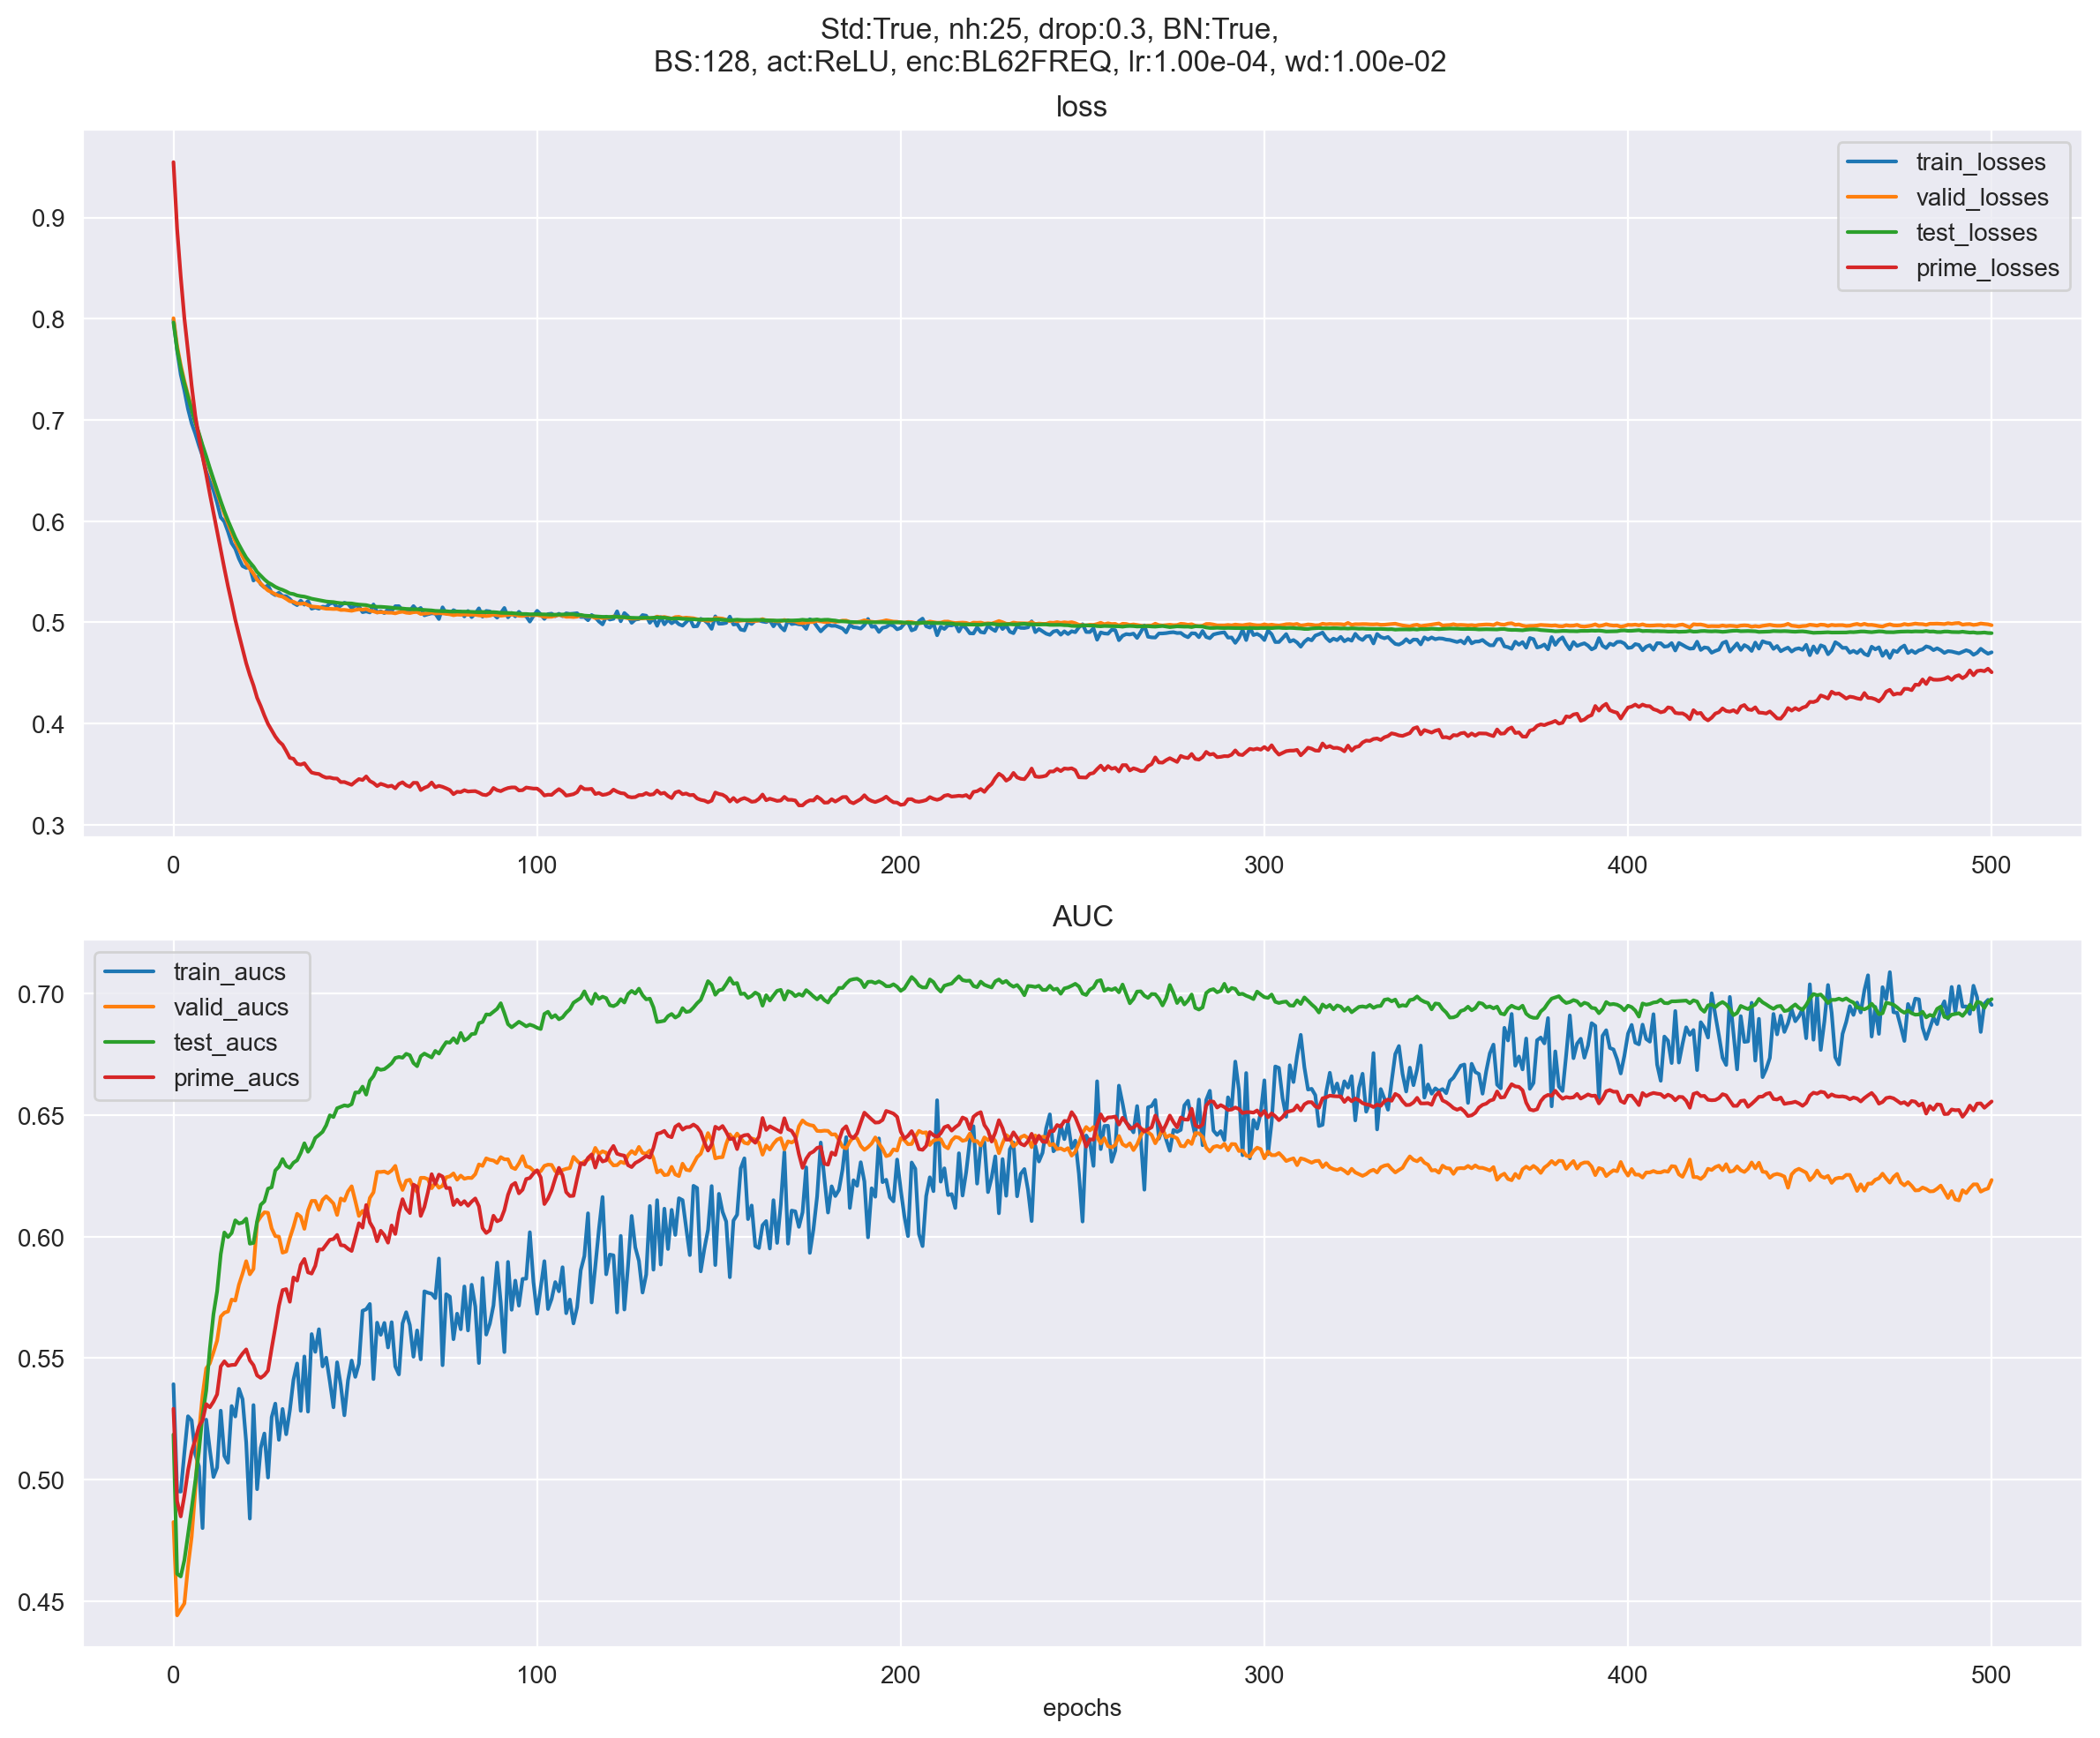 Std:True, nh:25, drop:0.3, BN:True,
BS:128, act:ReLU, enc:BL62FREQ, lr:1.00e-04, wd:1.00e-02
loss
train_losses
valid_losses
test_losses
prime_losses
0.9
0.8
0.7
0.6
0.5
0.4
0.3
0 100 200 300 400 500
AUC
train_aucs
valid_aucs
test_aucs
prime_aucs
0.70
0.65
0.60
0.55
0.50
0.45
0 100 200 300 400 500
epochs